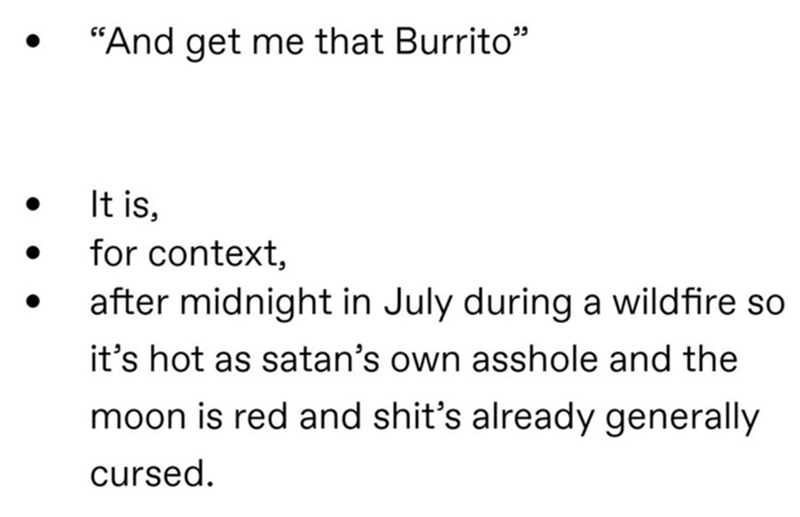 • “And get me that Burrito”
• It is,
• for context,
• after midnight in July during a wildfire so
it’s hot as satan’s own asshole and the
moon is red and shit’s already generally
cursed.